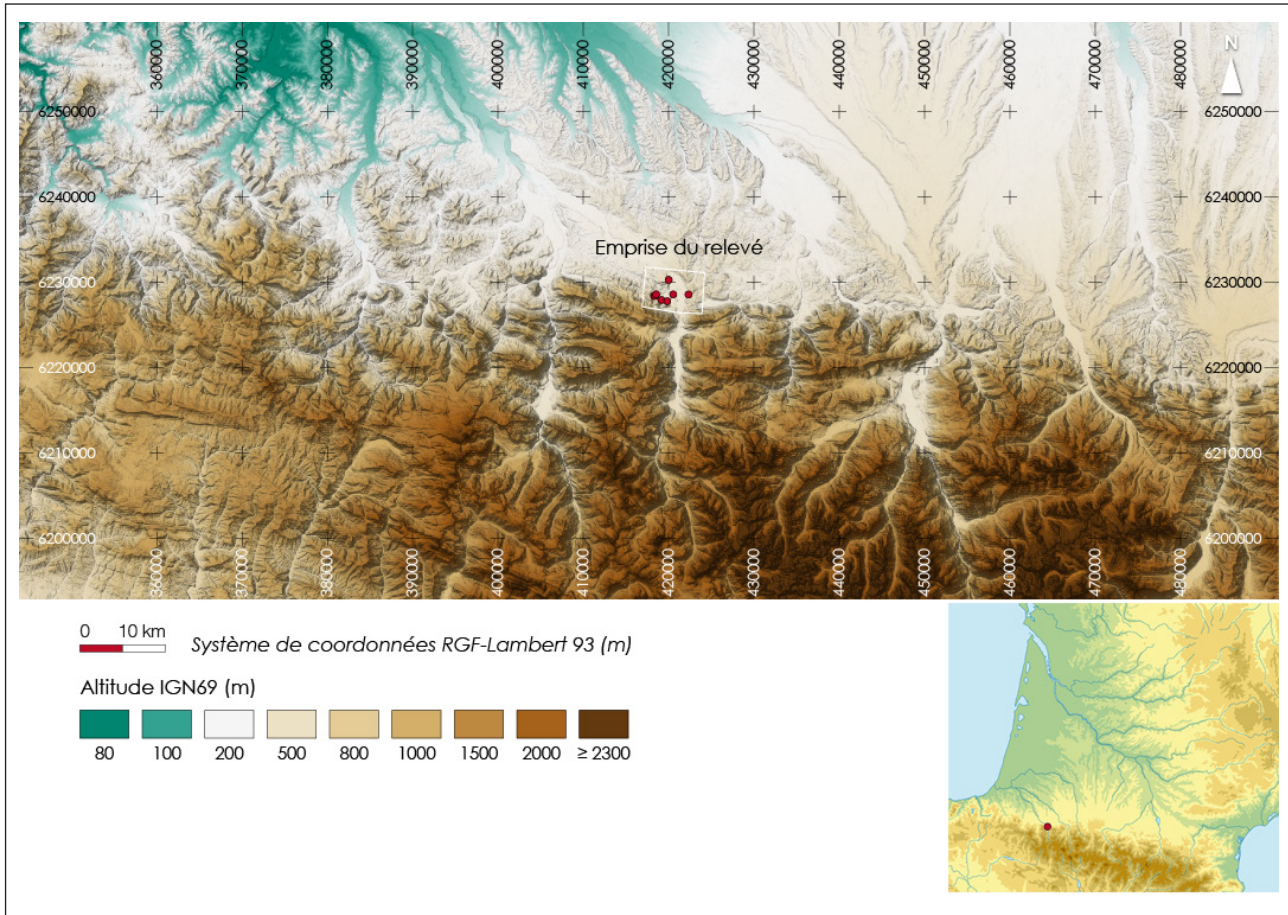 360000 370000 380000 390000 400000 410000 420000 430000 440000 450000 460000 470000 480000
N
6250000 6250000
6240000 6240000
Emprise du relevé
6230000 6230000
6220000 6220000
6210000 6210000
6200000 6200000
360000 370000 380000 390000 400000 410000 420000 430000 440000 450000 460000 470000 480000
0 10 km
Système de coordonnées RGF-Lambert 93 (m)
Altitude IGN69 (m)
80 100 200 500 800 1000 1500 2000 ≥ 2300